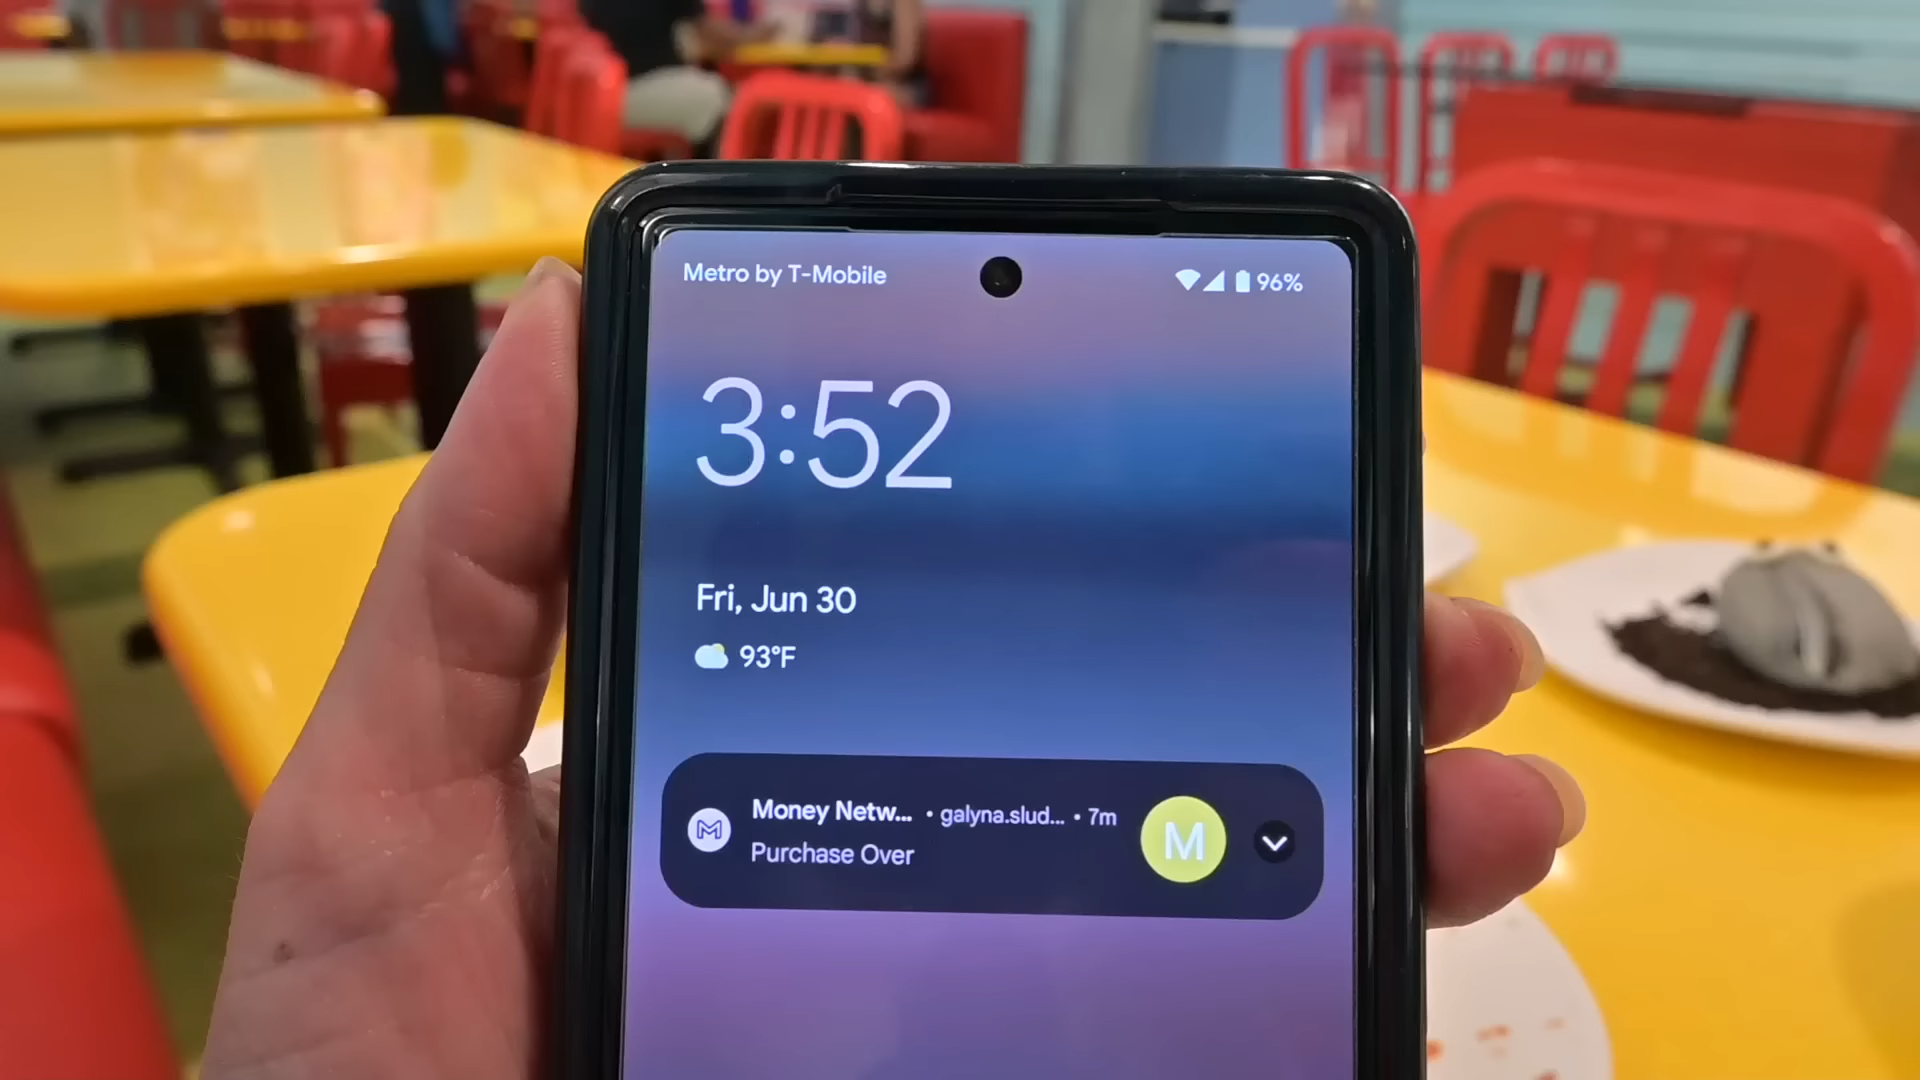 Metro by T-Mobile 96%
3:52
Fri, Jun 30
93°F
Money Netw... • galyna.slud... • 7m
Purchase Over
M